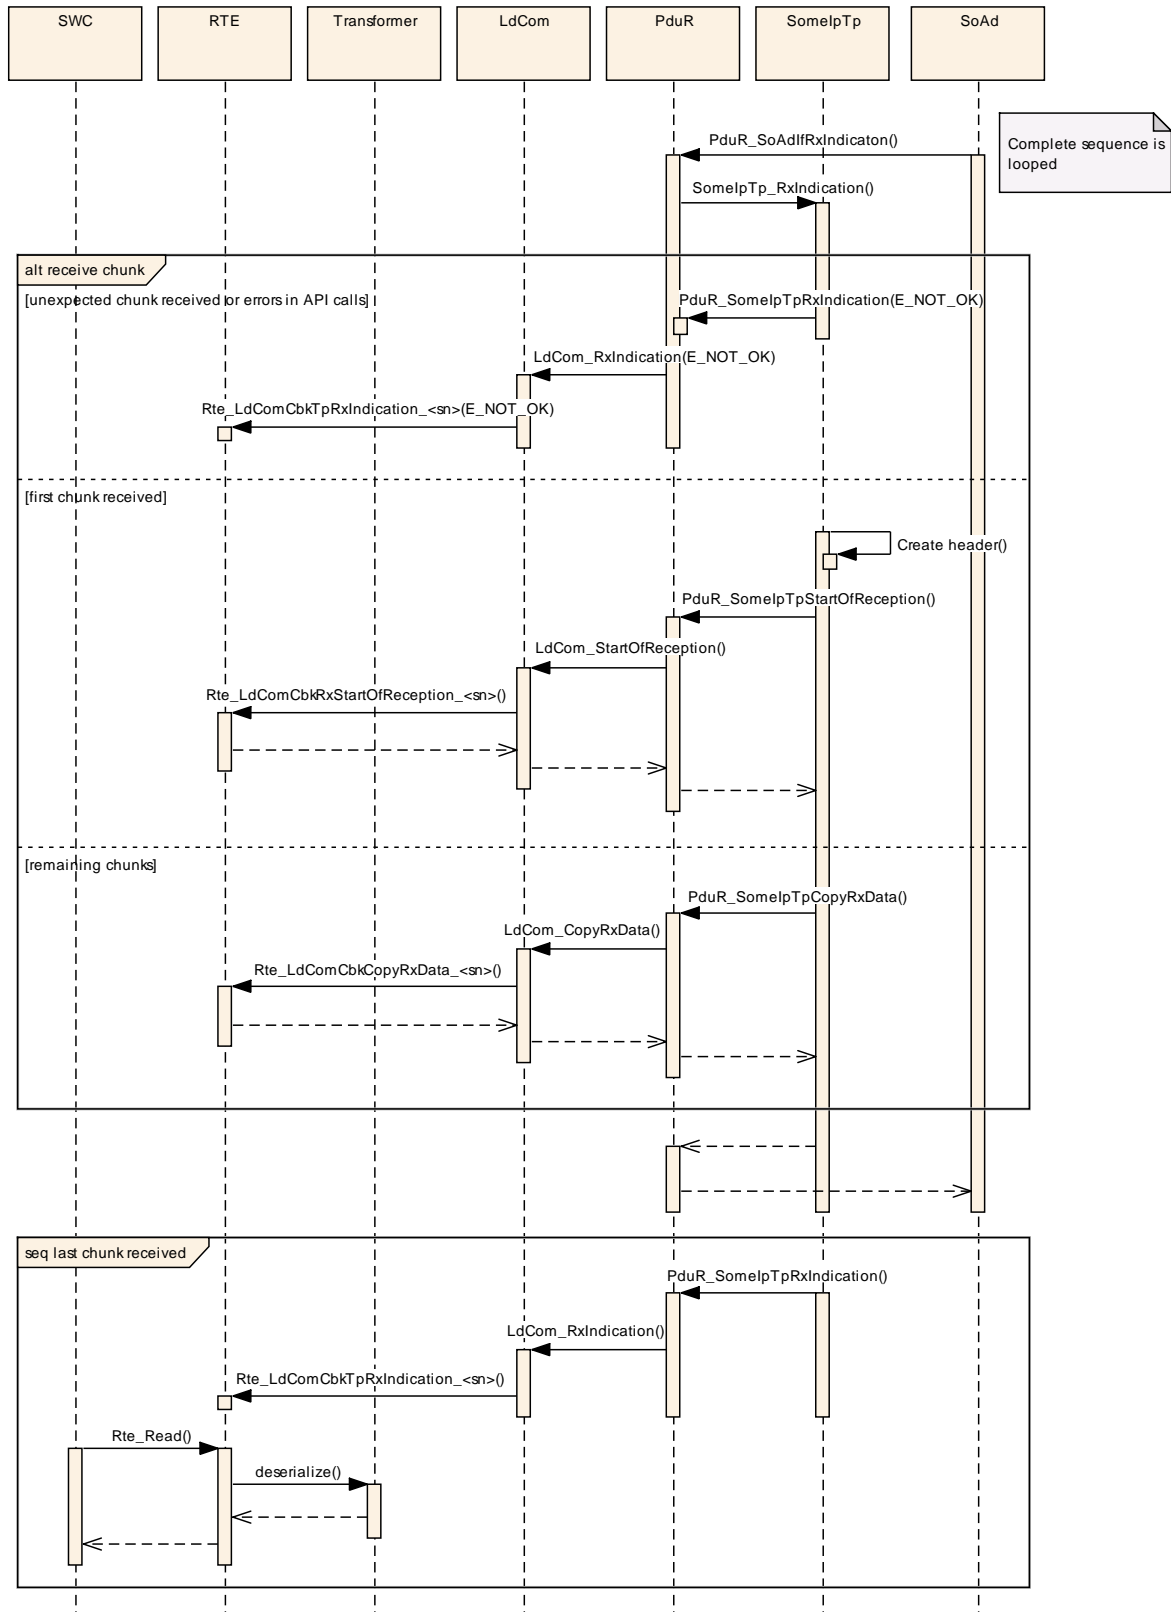 SWC
RTE
Transformer
LdCom
PduR
SomeIpTp
SoAd
Complete sequence is
looped
PduR_SoAdIfRxIndicaton()
SomeIpTp_RxIndication()
alt receive chunk
[unexpected chunk received or errors in API calls]
PduR_SomeIpTpRxIndication(E_NOT_OK)
LdCom_RxIndication(E_NOT_OK)
Rte_LdComCbkTpRxIndication_<sn>(E_NOT_OK)
[first chunk received]
Create header()
PduR_SomeIpTpStartOfReception()
LdCom_StartOfReception()
Rte_LdComCbkRxStartOfReception_<sn>()
[remaining chunks]
PduR_SomeIpTpCopyRxData()
LdCom_CopyRxData()
Rte_LdComCbkCopyRxData_<sn>()
seq last chunk received
PduR_SomeIpTpRxIndication()
LdCom_RxIndication()
Rte_LdComCbkTpRxIndication_<sn>()
Rte_Read()
deserialize()